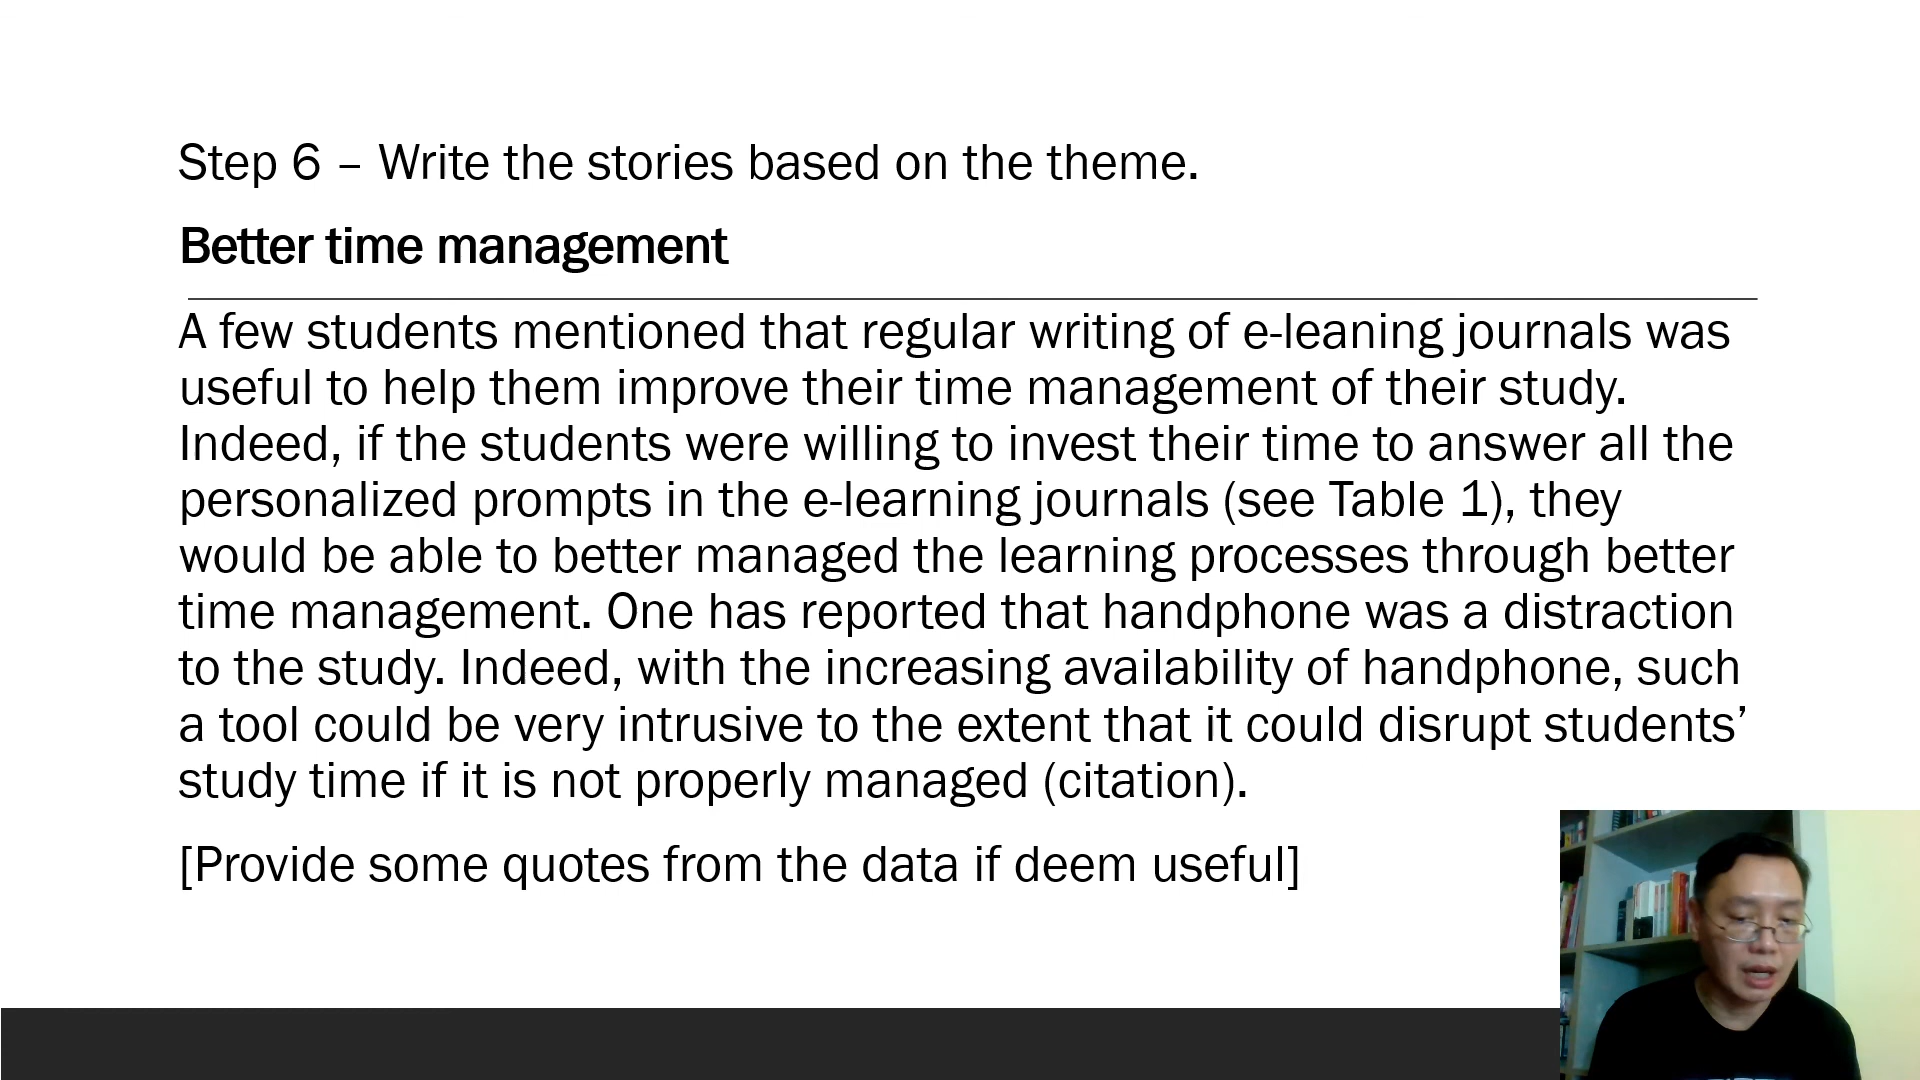 Step 6 – Write the stories based on the theme.
Better time management
A few students mentioned that regular writing of e-leaning journals was
useful to help them improve their time management of their study.
Indeed, if the students were willing to invest their time to answer all the
personalized prompts in the e-learning journals (see Table 1), they
would be able to better managed the learning processes through better
time management. One has reported that handphone was a distraction
to the study. Indeed, with the increasing availability of handphone, such
a tool could be very intrusive to the extent that it could disrupt students’
study time if it is not properly managed (citation).
[Provide some quotes from the data if deem useful]